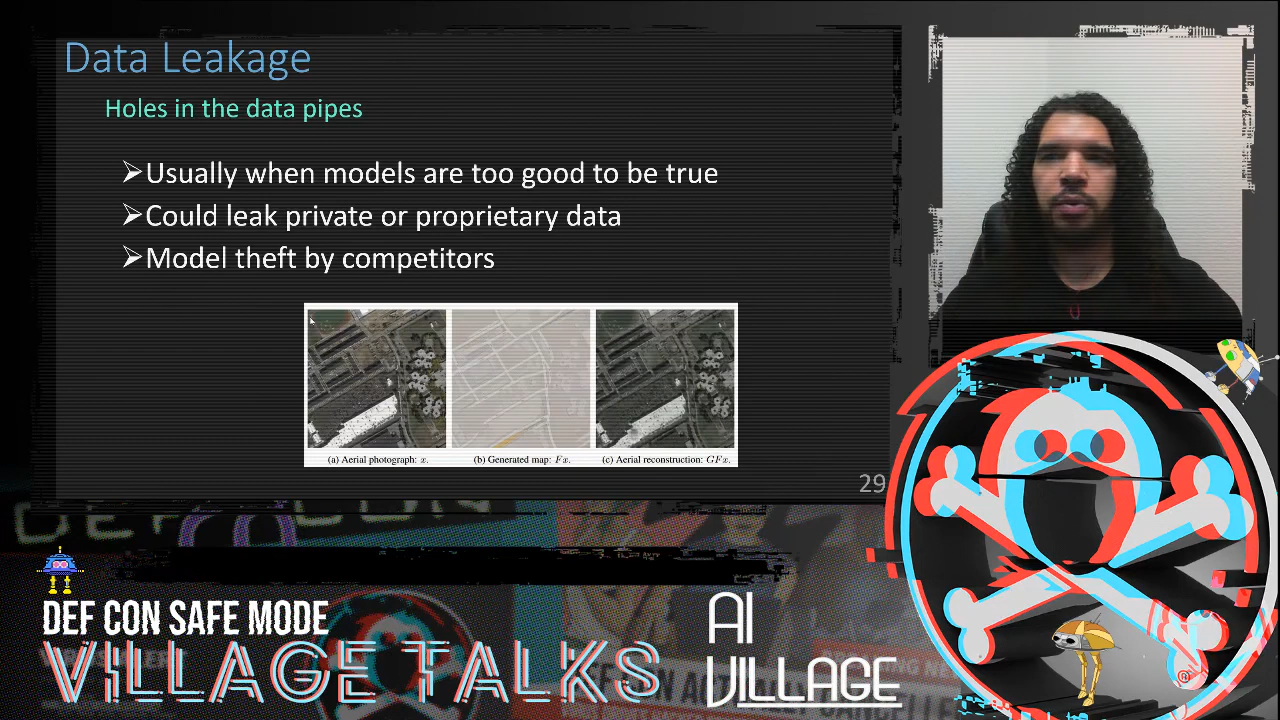 Data Leakage
Holes in the data pipes
Usually when models are too good to be true
Could leak private or proprietary data
Model theft by competitors
(a) Aerial photograph: x.
(b) Generated map: Fx.
(c) Aerial reconstruction: GFx.
29
DEF CON
DEF CON SAFE MODE
VILLAGE TALKS
AI
VILLAGE